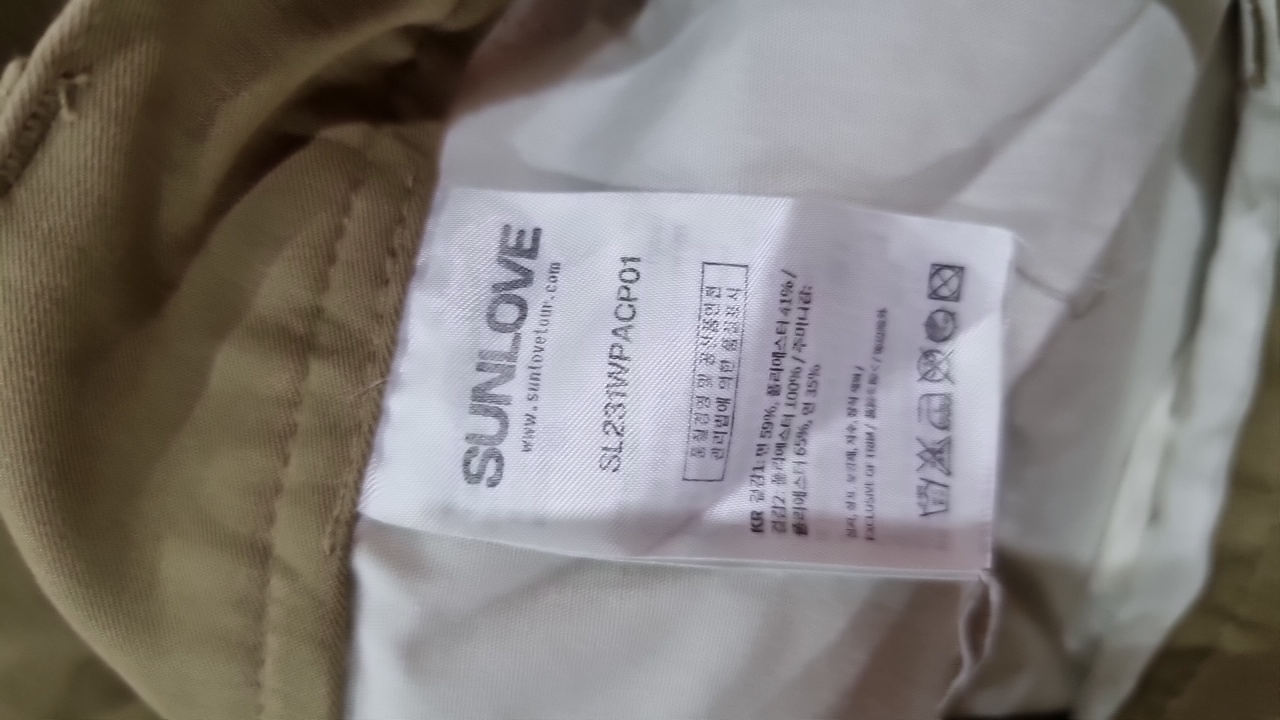 SUNLOVE
www.sunlovetour.com
SL231WPACP01
품질경영 및 공산품안전
관리법에 의한 품질표시
KR 겉감1: 면 59%, 폴리에스터 41% /
겉감2: 폴리에스터 100% / 주머니감:
폴리에스터 65%, 면 35%
EXCLUSIVE OF TRIM /